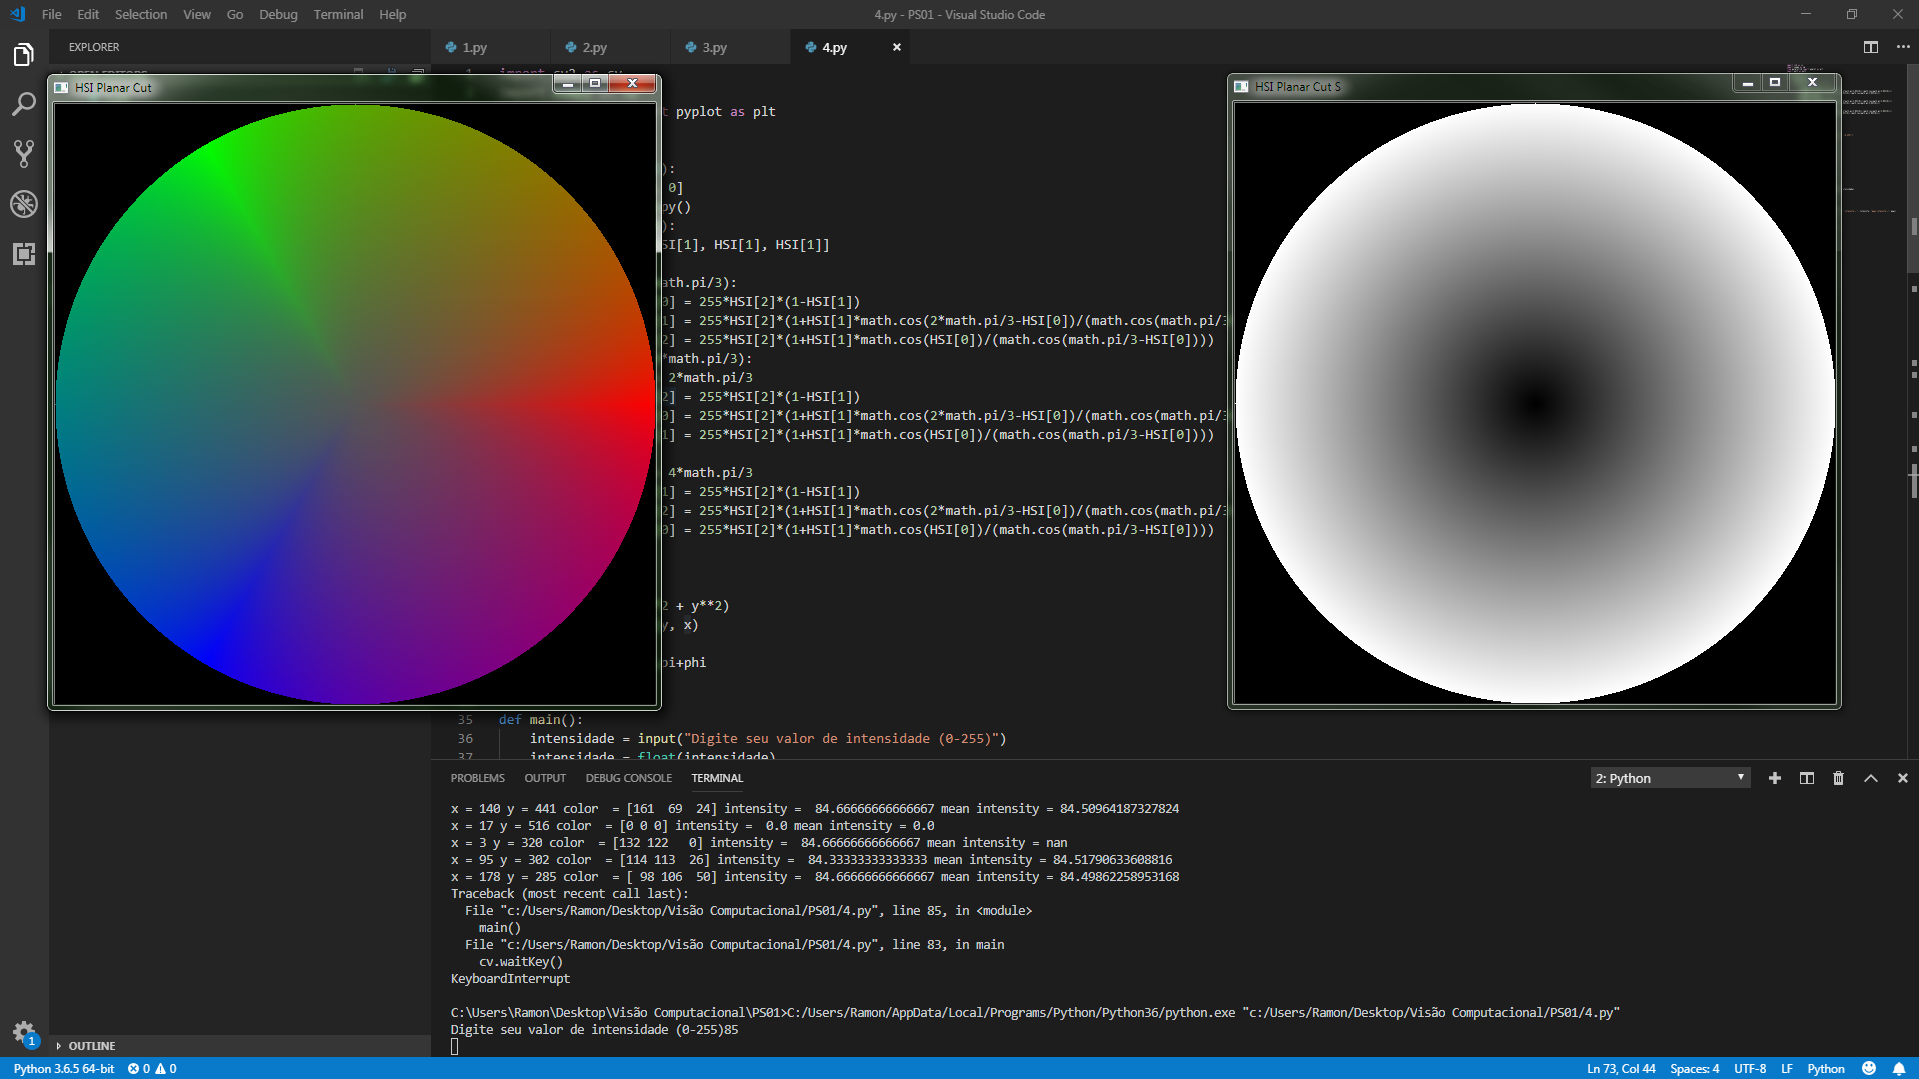 File Edit Selection View Go Debug Terminal Help
4.py - PS01 - Visual Studio Code
EXPLORER
1.py
2.py
3.py
4.py
HSI Planar Cut
HSI Planar Cut S
pyplot as plt
):
0]
py()
):
SI[1], HSI[1], HSI[1]]
ath.pi/3):
0] = 255*HSI[2]*(1-HSI[1])
1] = 255*HSI[2]*(1+HSI[1]*math.cos(2*math.pi/3-HSI[0])/(math.cos(math.pi/3
2] = 255*HSI[2]*(1+HSI[1]*math.cos(HSI[0])/(math.cos(math.pi/3-HSI[0])))
*math.pi/3):
2*math.pi/3
2] = 255*HSI[2]*(1-HSI[1])
0] = 255*HSI[2]*(1+HSI[1]*math.cos(2*math.pi/3-HSI[0])/(math.cos(math.pi/3
1] = 255*HSI[2]*(1+HSI[1]*math.cos(HSI[0])/(math.cos(math.pi/3-HSI[0])))
4*math.pi/3
1] = 255*HSI[2]*(1-HSI[1])
2] = 255*HSI[2]*(1+HSI[1]*math.cos(2*math.pi/3-HSI[0])/(math.cos(math.pi/3
0] = 255*HSI[2]*(1+HSI[1]*math.cos(HSI[0])/(math.cos(math.pi/3-HSI[0])))
2 + y**2)
y, x)
pi+phi
35 def main():
36 intensidade = input("Digite seu valor de intensidade (0-255)")
37 intensidade = float(intensidade)
PROBLEMS OUTPUT DEBUG CONSOLE TERMINAL
2: Python
x = 140 y = 441 color  = [161  69  24] intensity =  84.66666666666667 mean intensity = 84.50964187327824
x = 17 y = 516 color  = [0 0 0] intensity =  0.0 mean intensity = 0.0
x = 3 y = 320 color  = [132 122   0] intensity =  84.66666666666667 mean intensity = nan
x = 95 y = 302 color  = [114 113  26] intensity =  84.33333333333333 mean intensity = 84.51790633608816
x = 178 y = 285 color  = [ 98 106  50] intensity =  84.66666666666667 mean intensity = 84.49862258953168
Traceback (most recent call last):
File "c:/Users/Ramon/Desktop/Visão Computacional/PS01/4.py", line 85, in <module>
main()
File "c:/Users/Ramon/Desktop/Visão Computacional/PS01/4.py", line 83, in main
cv.waitKey()
KeyboardInterrupt
C:\Users\Ramon\Desktop\Visão Computacional\PS01>C:/Users/Ramon/AppData/Local/Programs/Python/Python36/python.exe "c:/Users/Ramon/Desktop/Visão Computacional/PS01/4.py"
Digite seu valor de intensidade (0-255)85
1
OUTLINE
Python 3.6.5 64-bit 0 0
Ln 73, Col 44 Spaces: 4 UTF-8 LF Python